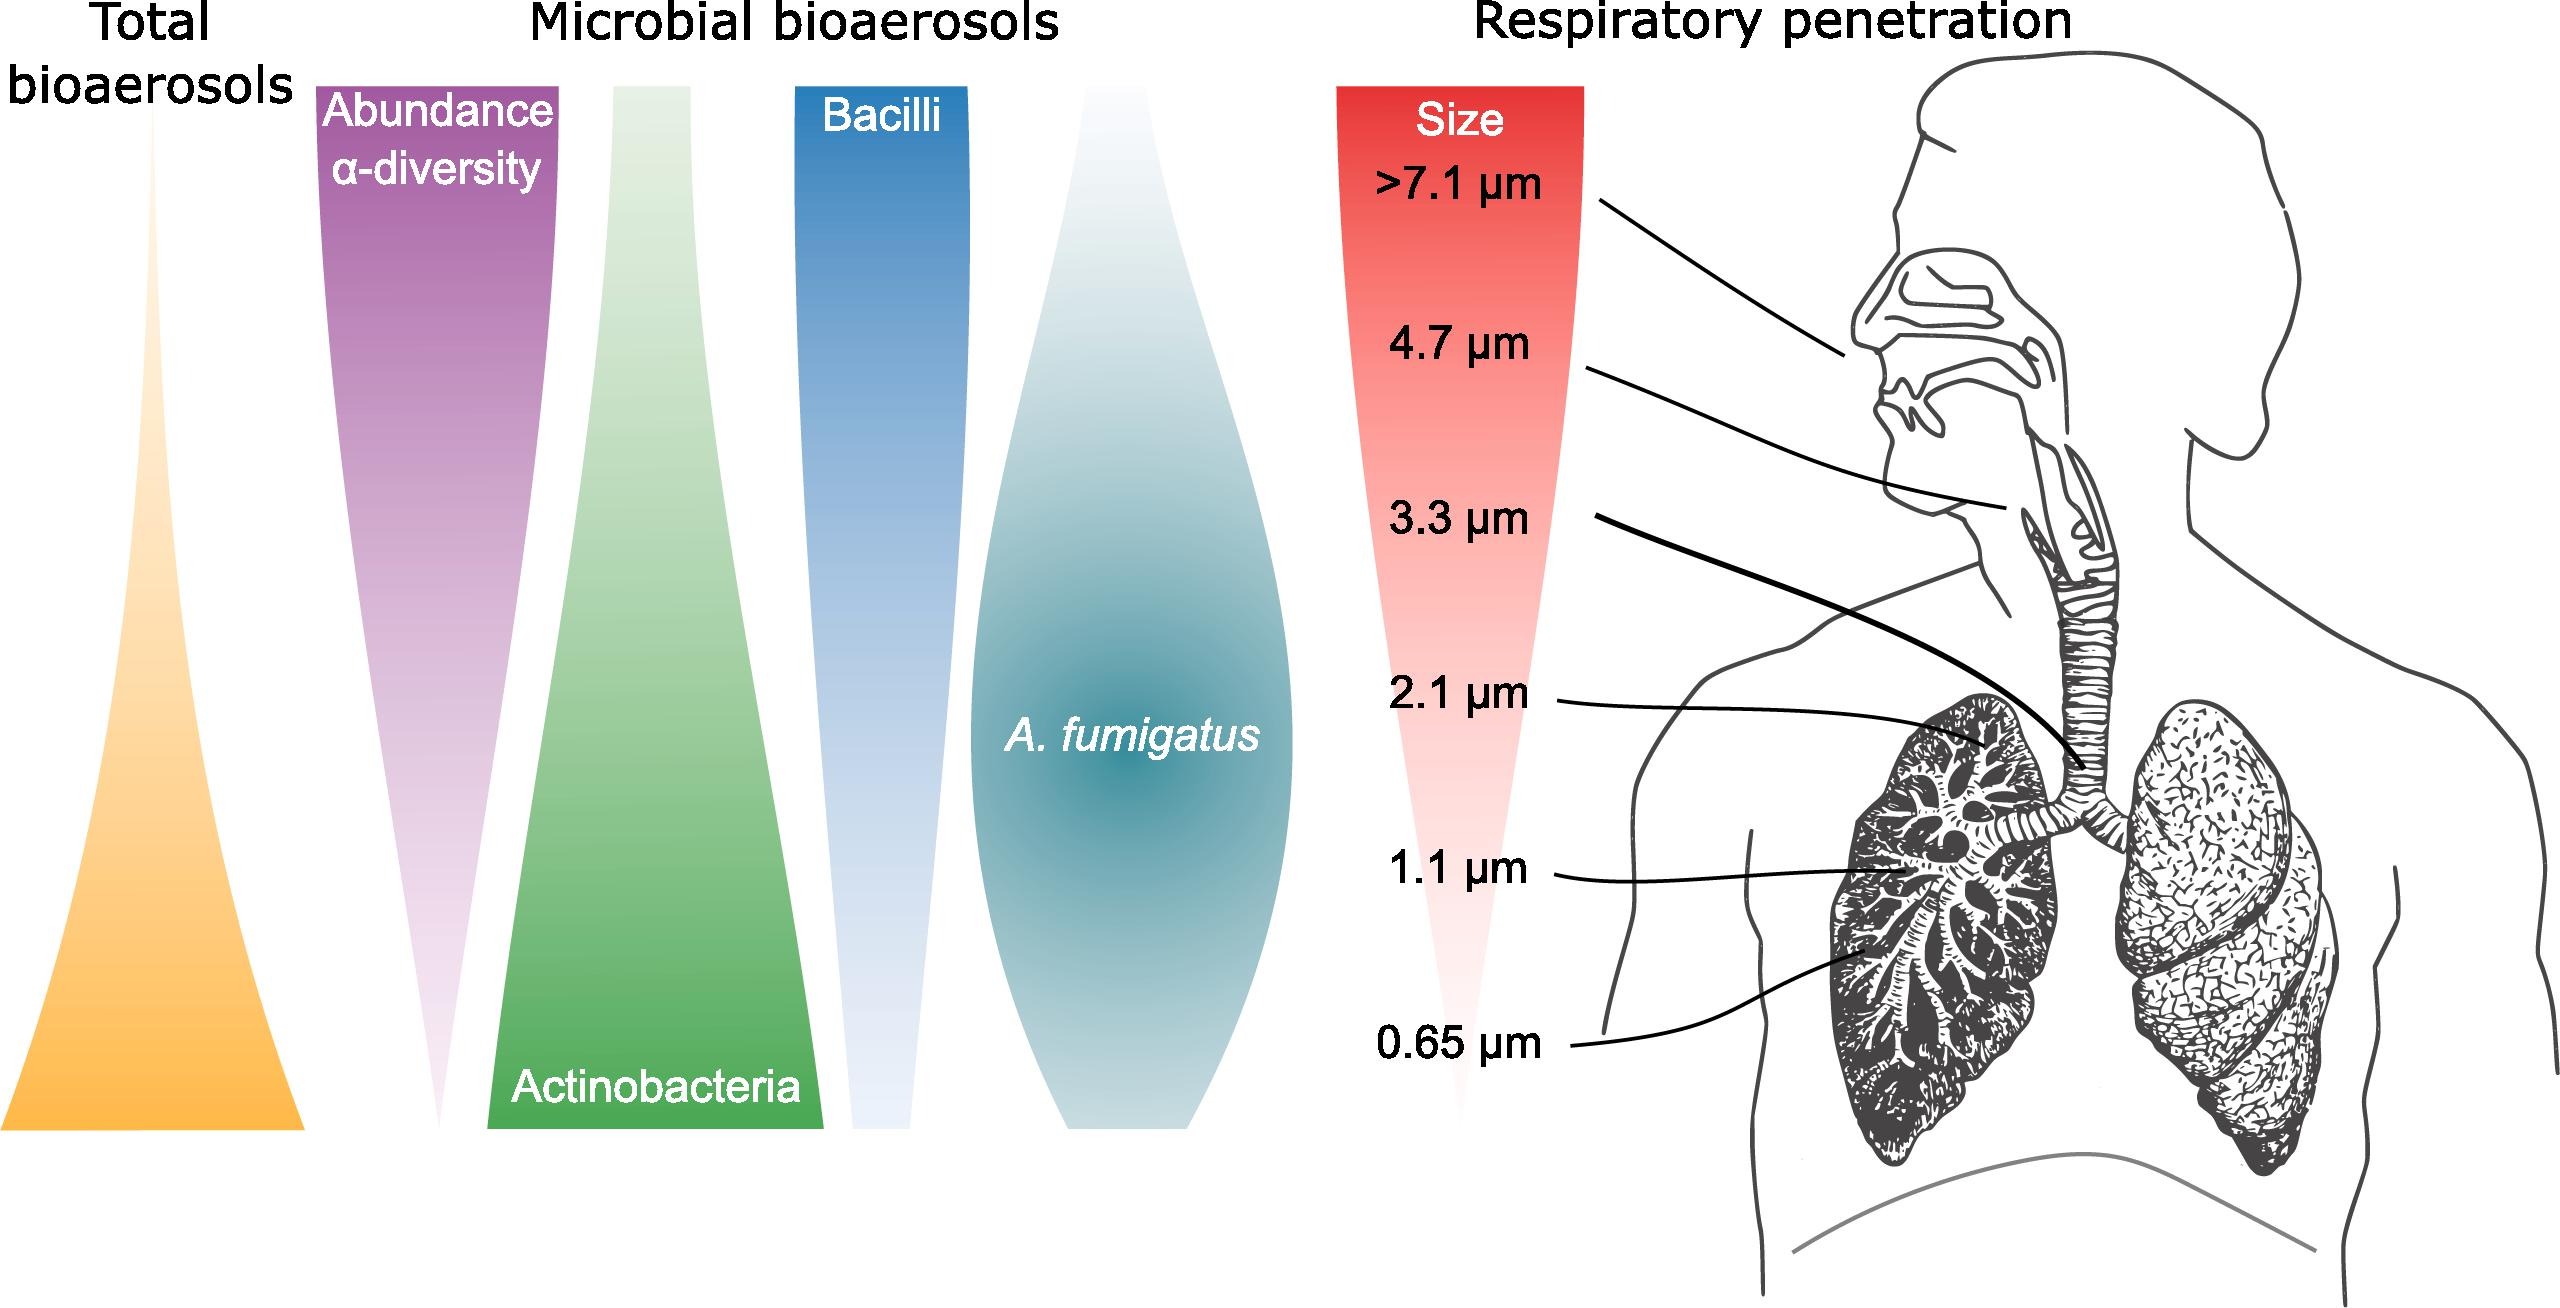 Total
bioaerosols
Microbial bioaerosols
Respiratory penetration
Abundance
α-diversity
Actinobacteria
Bacilli
A. fumigatus
Size
>7.1 µm
4.7 µm
3.3 µm
2.1 µm
1.1 µm
0.65 µm